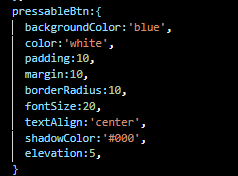 pressableBtn:{
backgroundColor:'blue',
color:'white',
padding:10,
margin:10,
borderRadius:10,
fontSize:20,
textAlign:'center',
shadowColor:'#000',
elevation:5,
}